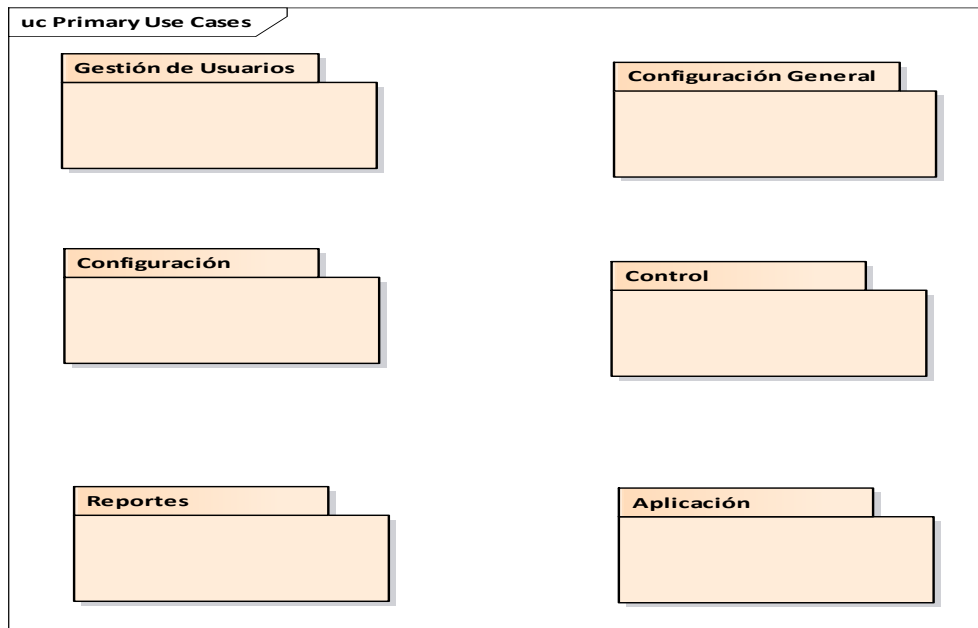 uc Primary Use Cases
Gestión de Usuarios
Configuración General
Configuración
Control
Reportes
Aplicación